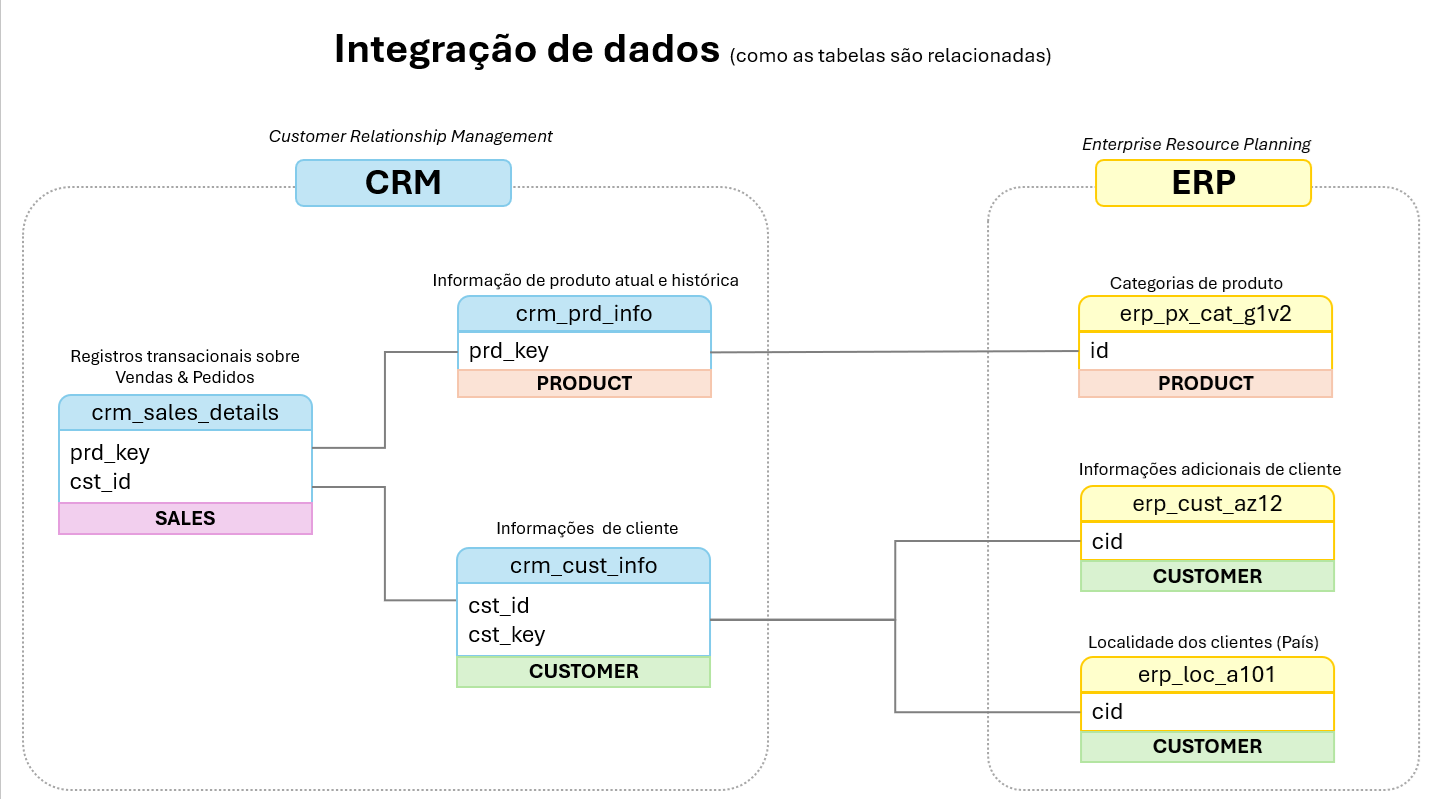 Integração de dados (como as tabelas são relacionadas)
Customer Relationship Management
CRM
Informação de produto atual e histórica
crm_prd_info
prd_key
PRODUCT
Registros transacionais sobre
Vendas & Pedidos
crm_sales_details
prd_key
cst_id
SALES
Informações  de cliente
crm_cust_info
cst_id
cst_key
CUSTOMER
Enterprise Resource Planning
ERP
Categorias de produto
erp_px_cat_g1v2
id
PRODUCT
Informações adicionais de cliente
erp_cust_az12
cid
CUSTOMER
Localidade dos clientes (País)
erp_loc_a101
cid
CUSTOMER